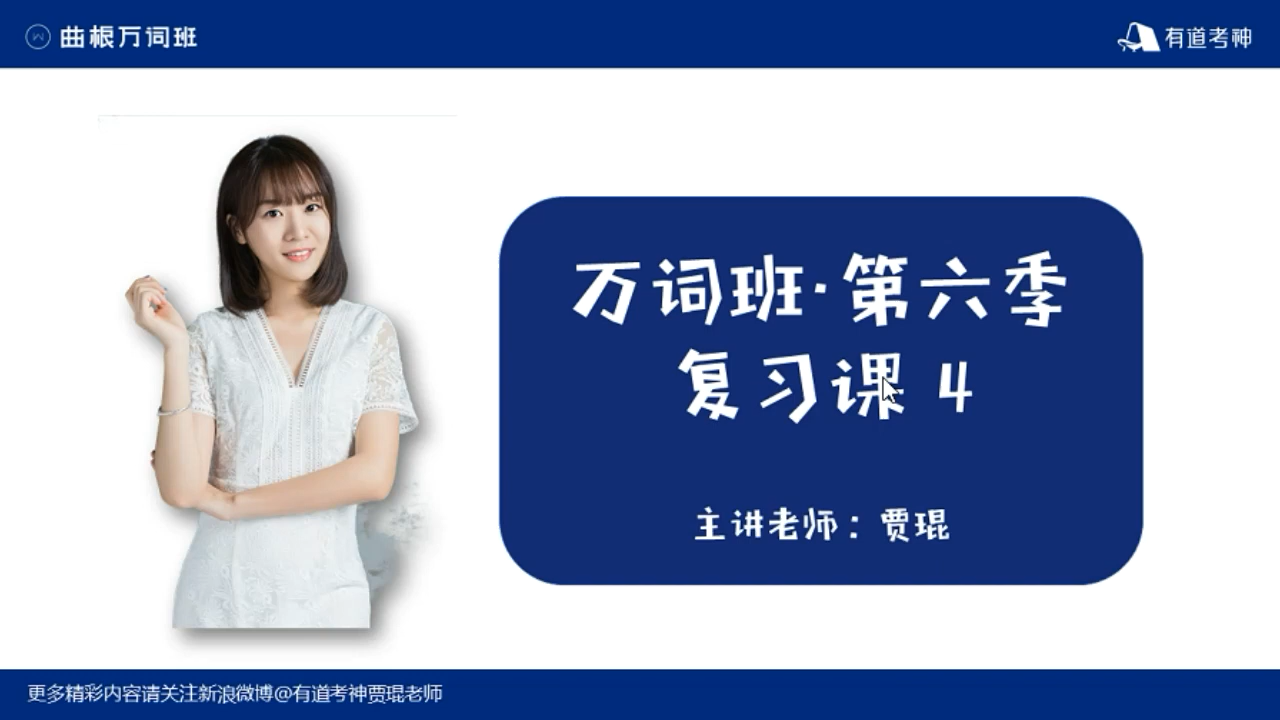 曲根万词班
有道考神
万词班·第六季
复习课 4
主讲老师：贾琨
更多精彩内容请关注新浪微博@有道考神贾琨老师